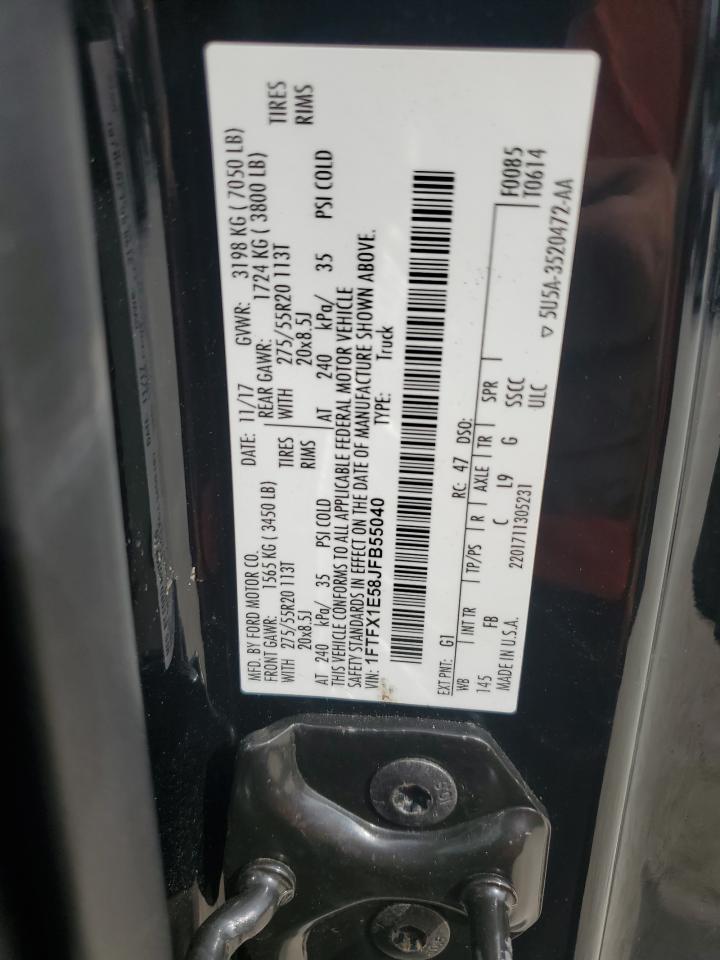 MFD. BY FORD MOTOR CO.
DATE: 11/17 GVWR: 3198 KG ( 7050 LB)
FRONT GAWR: 1565 KG ( 3450 LB)
REAR GAWR: 1724 KG ( 3800 LB)
WITH 275/55R20 113T TIRES
WITH 275/55R20 113T TIRES
20x8.5J RIMS
20x8.5J RIMS
AT 240 kPa/ 35 PSI COLD
AT 240 kPa/ 35 PSI COLD
THIS VEHICLE CONFORMS TO ALL APPLICABLE FEDERAL MOTOR VEHICLE
SAFETY STANDARDS IN EFFECT ON THE DATE OF MANUFACTURE SHOWN ABOVE.
VIN: 1FTFX1E58JFB55040
TYPE: Truck
EXT PNT: G1 RC: 47 DSO: F0085
T0614
WB INT TR TP/PS R AXLE TR SPR
145 FB C L9 G SSCC
MADE IN U.S.A. 2201711305231 ULC
▽ 5U5A-3520472-AA